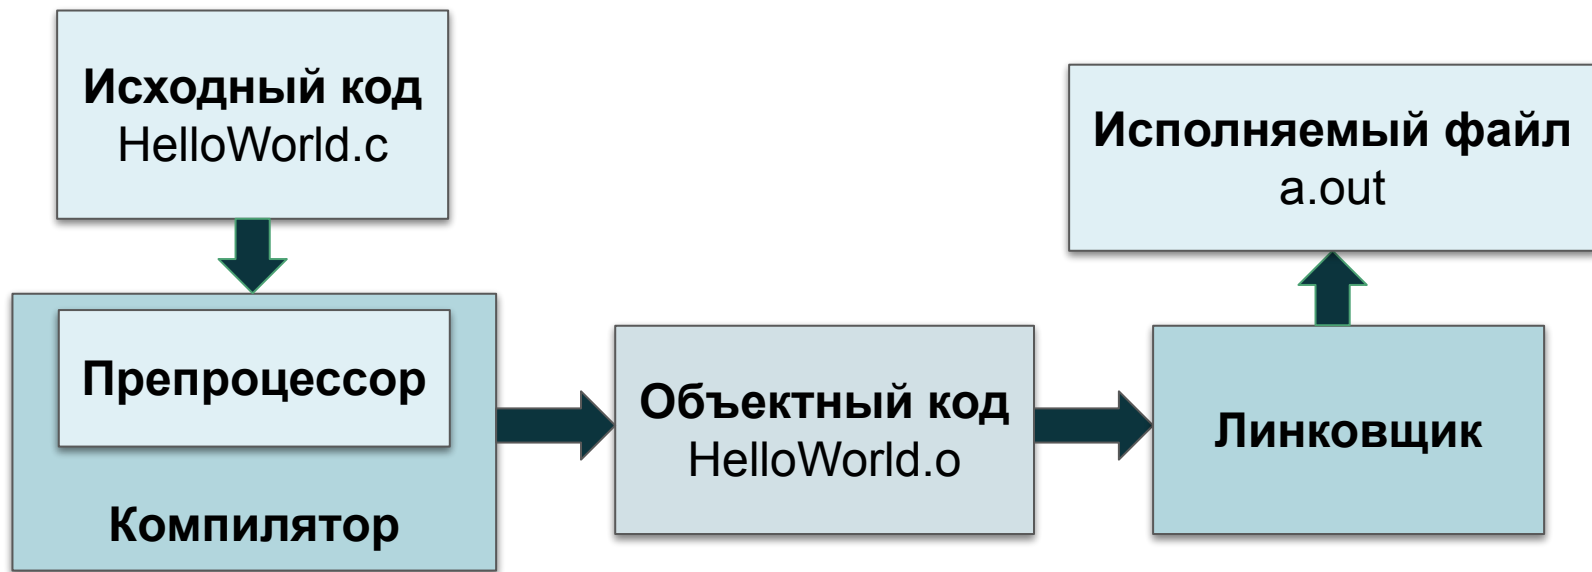 Исходный код
HelloWorld.c
Препроцессор
Компилятор
Объектный код
HelloWorld.o
Линковщик
Исполняемый файл
a.out